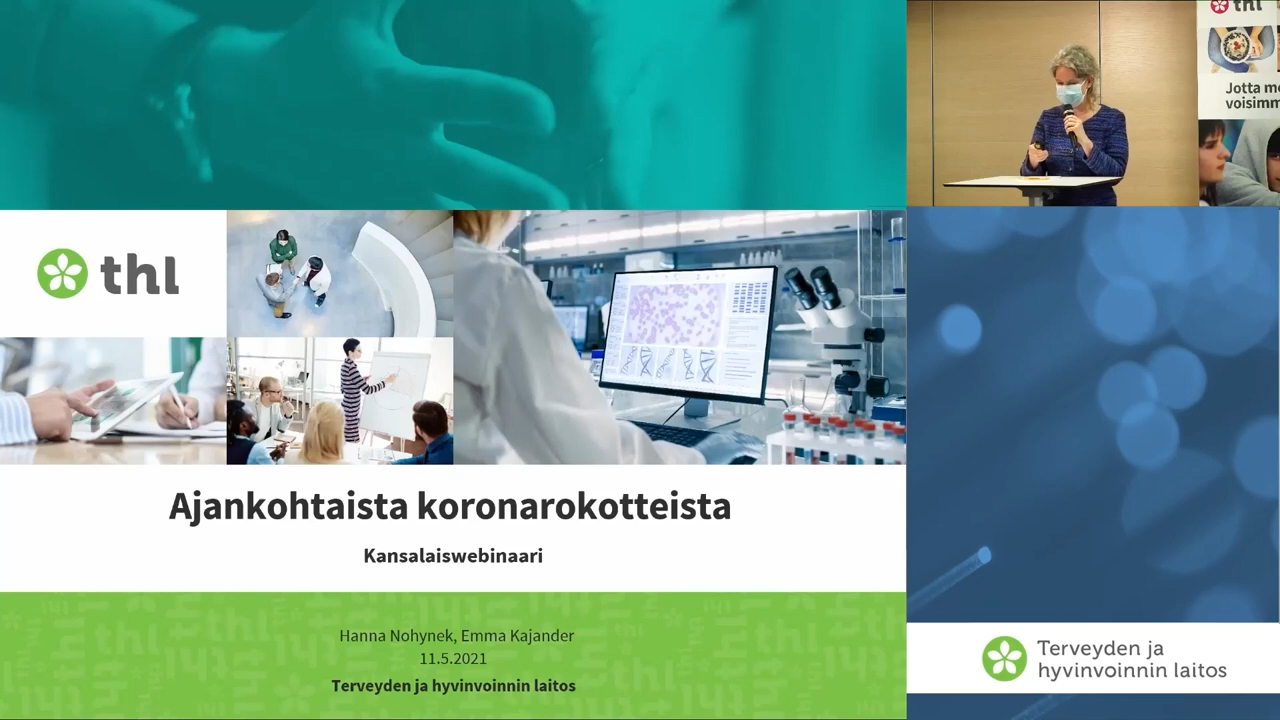 thl
thl
Jotta me
voisimm
Ajankohtaista koronarokotteista
Kansalaiswebinaari
Hanna Nohynek, Emma Kajander
11.5.2021
Terveyden ja hyvinvoinnin laitos
Terveyden ja
hyvinvoinnin laitos